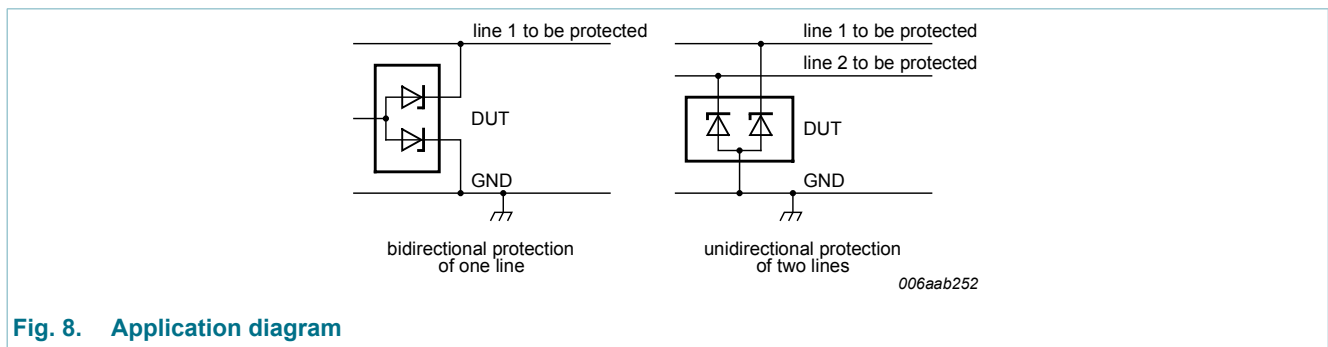 line 1 to be protected
DUT
GND
bidirectional protection
of one line
line 1 to be protected
line 2 to be protected
DUT
GND
unidirectional protection
of two lines
006aab252
Fig. 8. Application diagram